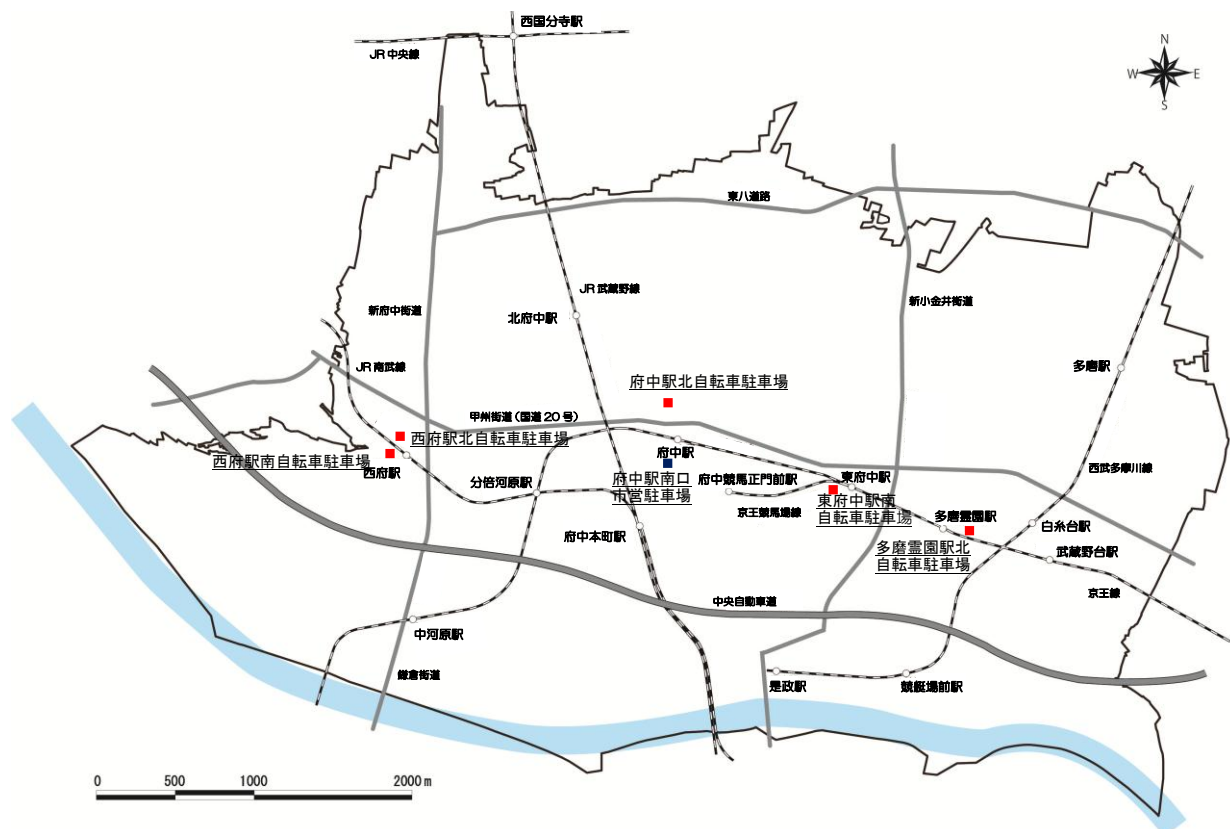 西国分寺駅
JR中央線
N
W
E
S
東八道路
JR武蔵野線
新府中街道
北府中駅
新小金井街道
JR南武線
多磨駅
府中駅北自転車駐車場
甲州街道(国道20号)
西府駅北自転車駐車場
府中駅
西府駅南自転車駐車場
西府駅
分倍河原駅
府中駅南口
市営駐車場
府中競馬正門前駅
東府中駅
西武多摩川線
京王競馬場線
東府中駅南
自転車駐車場
多磨霊園駅
府中本町駅
白糸台駅
多磨霊園駅北
自転車駐車場
武蔵野台駅
京王線
中央自動車道
中河原駅
鎌倉街道
是政駅
競艇場前駅
0 500 1000 2000m